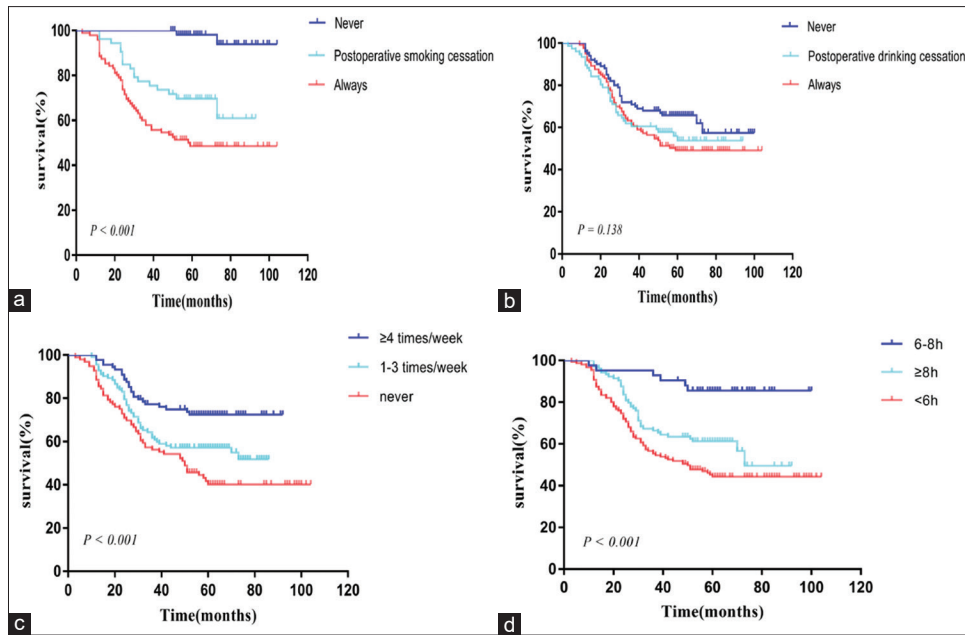 Never
Postoperative smoking cessation
Always
survival(%)
100
80
60
40
20
0
P < 0.001
0 20 40 60 80 100 120
Time(months)
a
Never
Postoperative drinking cessation
Always
survival(%)
100
80
60
40
20
0
P = 0.138
0 20 40 60 80 100 120
Time(months)
b
≥4 times/week
1-3 times/week
never
survival(%)
100
80
60
40
20
0
P < 0.001
0 20 40 60 80 100 120
Time(months)
c
6-8h
≥8h
<6h
survival(%)
100
80
60
40
20
0
P < 0.001
0 20 40 60 80 100 120
Time(months)
d